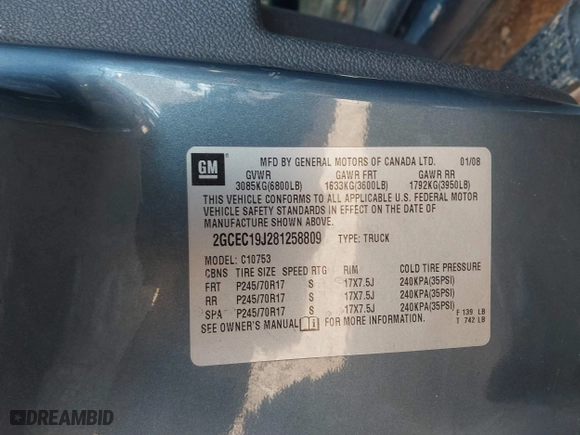 GM
MFD BY GENERAL MOTORS OF CANADA LTD. 01/08
GVWR GAWR FRT GAWR RR
3085KG(6800LB) 1633KG(3600LB) 1792KG(3950LB)
THIS VEHICLE CONFORMS TO ALL APPLICABLE U.S. FEDERAL MOTOR
VEHICLE SAFETY STANDARDS IN EFFECT ON THE DATE OF
MANUFACTURE SHOWN ABOVE.
2GCEC19J281258809 TYPE: TRUCK
MODEL: C10753
CBNS TIRE SIZE SPEED RTG RIM COLD TIRE PRESSURE
FRT P245/70R17 S 17X7.5J 240KPA(35PSI)
RR P245/70R17 S 17X7.5J 240KPA(35PSI)
SPA P245/70R17 S 17X7.5J 240KPA(35PSI)
SEE OWNER'S MANUAL FOR MORE INFORMATION. F 139 LB
T 742 LB
DREAMBID